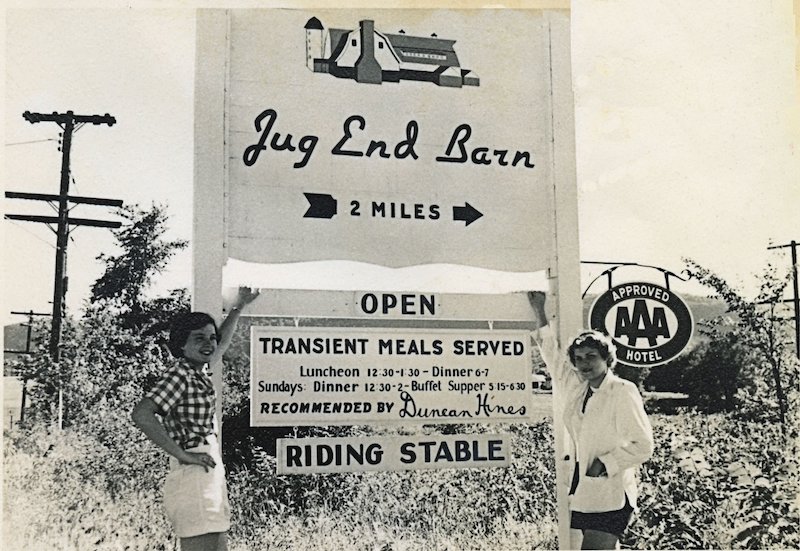 Jug End Barn
2 MILES
OPEN
TRANSIENT MEALS SERVED
Luncheon 12:30-1:30 - Dinner 6-7
Sundays: Dinner 12:30-2-Buffet Supper 5:15-6:30
RECOMMENDED BY Duncan Hines
RIDING STABLE
APPROVED
AAA
HOTEL